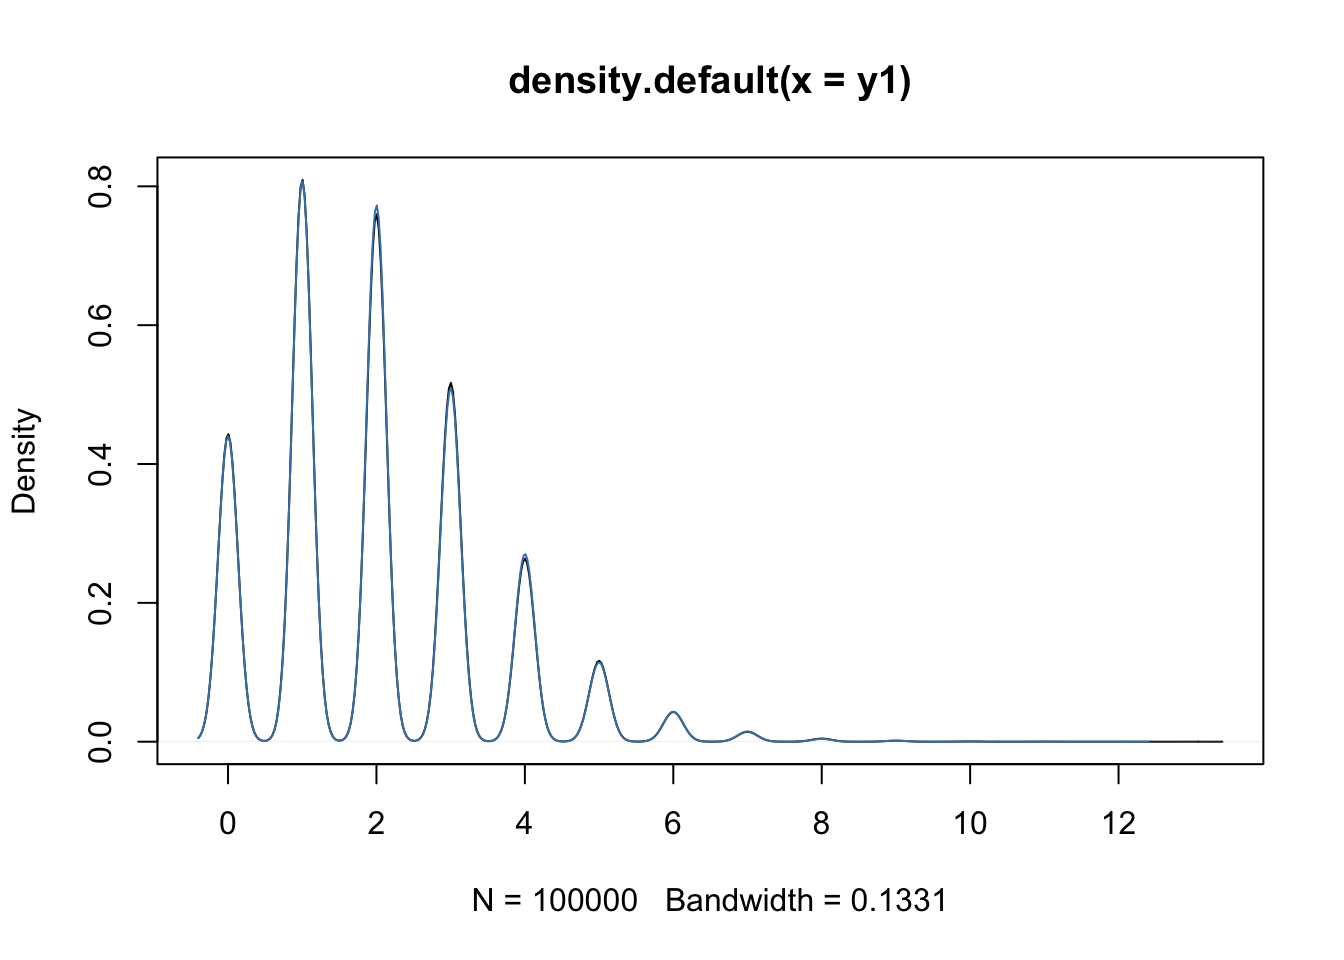 density.default(x = y1)
Density
0.8
0.6
0.4
0.2
0.0
0 2 4 6 8 10 12
N = 100000 Bandwidth = 0.1331